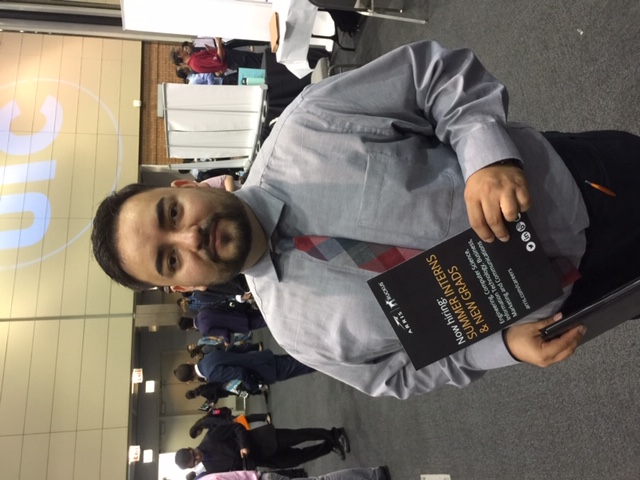 UIC
ARRIS RUCKUS
Now hiring:
SUMMER INTERNS
& NEW GRADS
Engineering, Computer Science,
Information Technology, Business,
Marketing and Communications
arris.com/careers